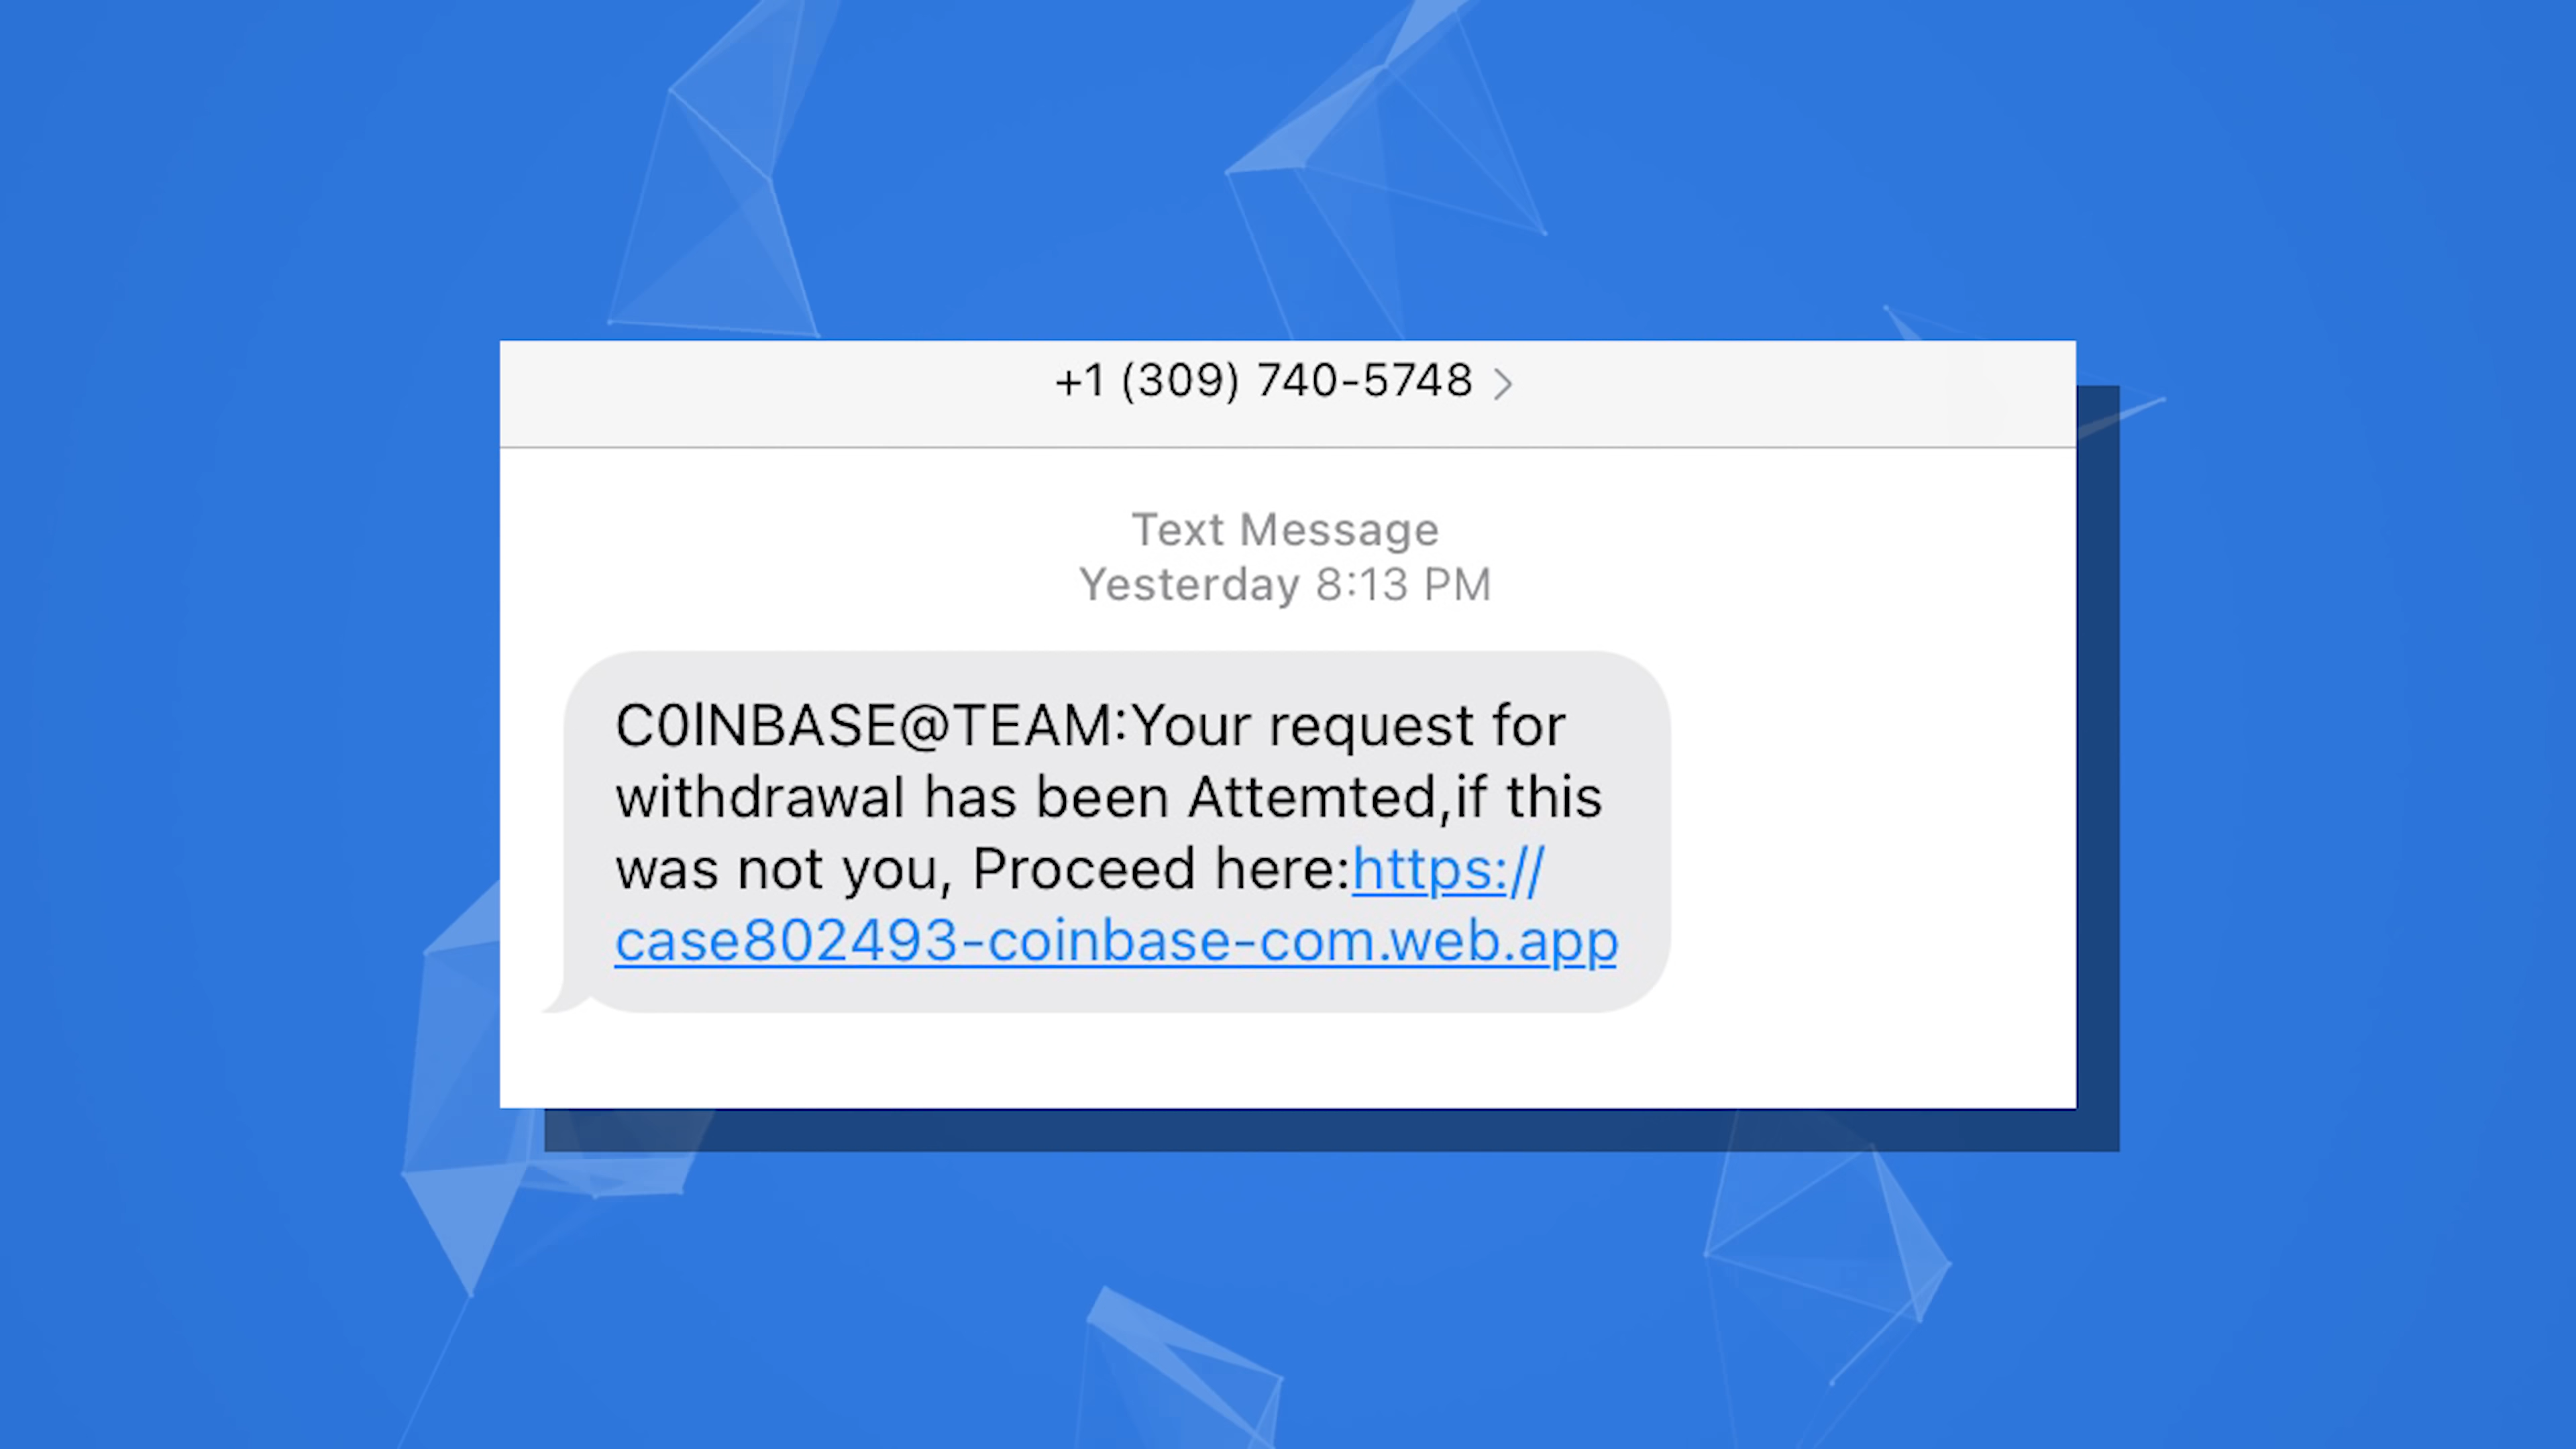 +1 (309) 740-5748 >
Text Message
Yesterday 8:13 PM
C0lNBASE@TEAM:Your request for
withdrawal has been Attemted,if this
was not you, Proceed here:https://
case802493-coinbase-com.web.app